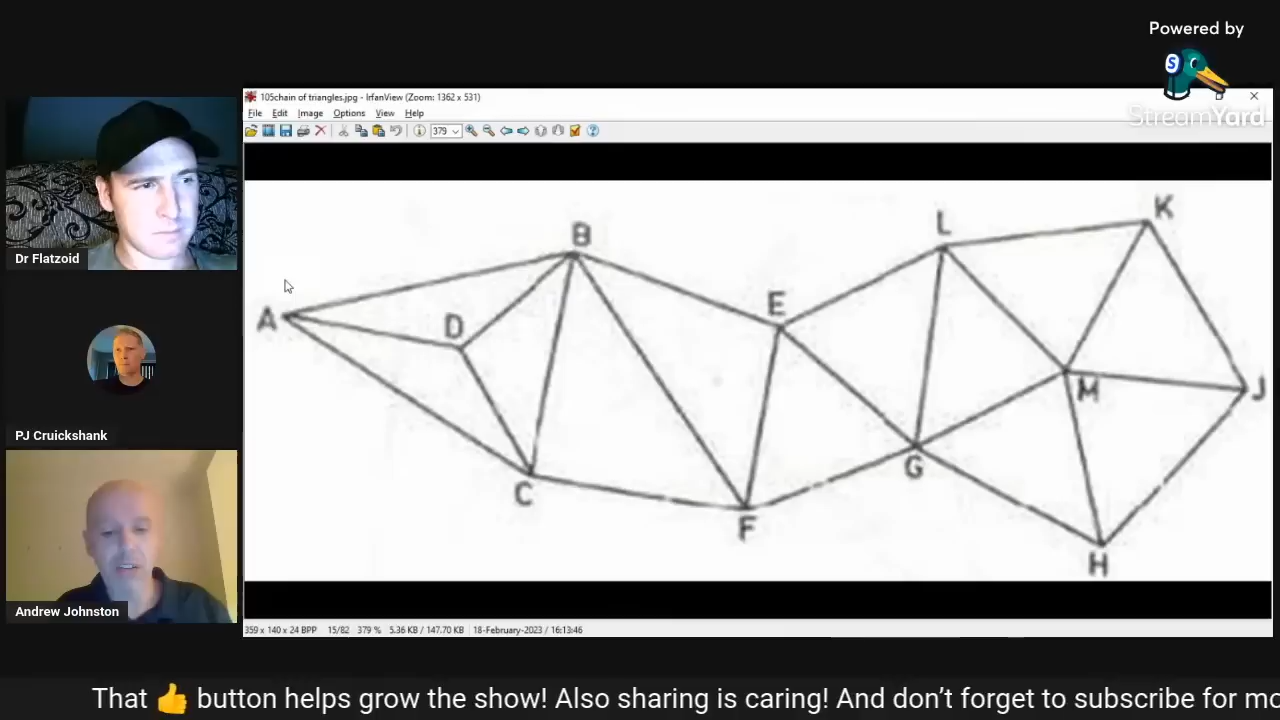 Powered by
S
StreamYard
105chain of triangles.jpg - IrfanView (Zoom: 1362 x 531)
File Edit Image Options View Help
379
Dr Flatzoid
PJ Cruickshank
Andrew Johnston
K
L
B
E
A
D
M
J
G
C
F
H
359 x 140 x 24 BPP 15/82 379 % 5.36 KB / 147.70 KB 18-February-2023 / 16:13:46
That 👍 button helps grow the show! Also sharing is caring! And don’t forget to subscribe for mo